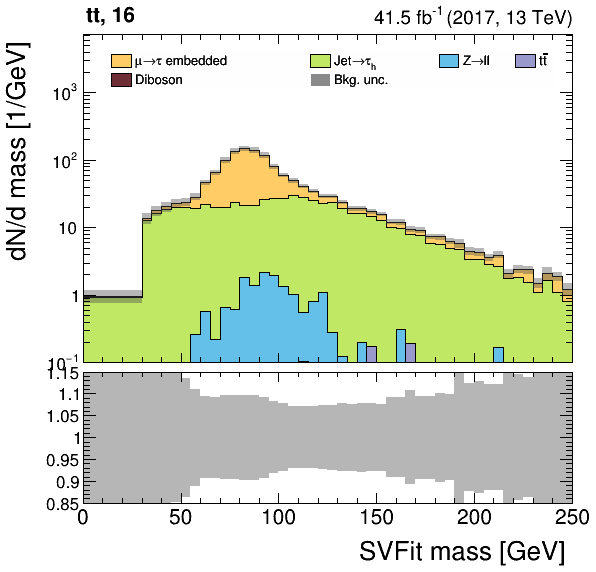 tt, 16 41.5 fb⁻¹ (2017, 13 TeV)
μ→τ embedded Jet→τₕ Z→ll tt̄
Diboson Bkg. unc.
dN/d mass [1/GeV]
10³
10²
10
1
10⁻¹
1.15
1.1
1.05
1
0.95
0.9
0.85
0 50 100 150 200 250
SVFit mass [GeV]